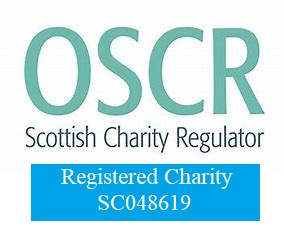 OSCR
Scottish Charity Regulator
Registered Charity
SC048619